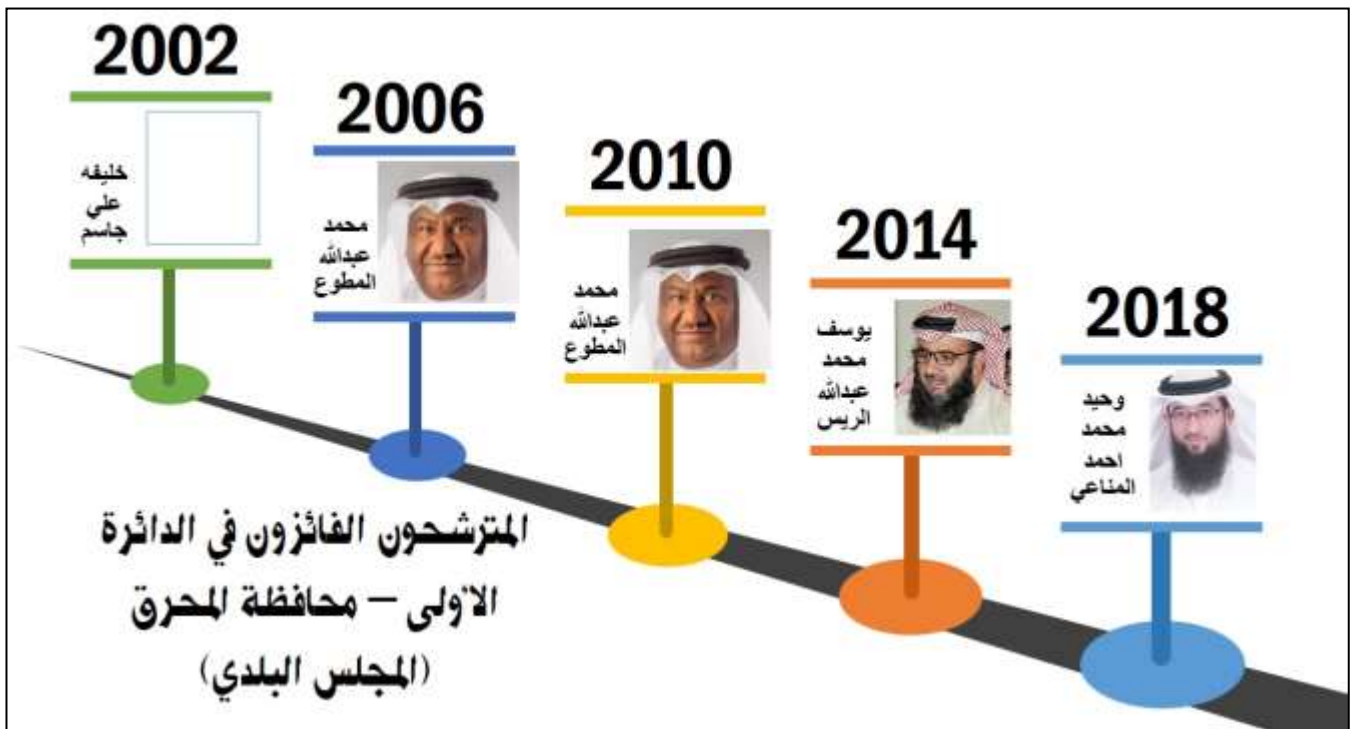 2002
خليفه
علي
جاسم
2006
محمد
عبدالله
المطوع
2010
محمد
عبدالله
المطوع
2014
يوسف
محمد
عبدالله
الريس
2018
وحيد
محمد
احمد
المناعي
المترشحون الفائزون في الدائرة
الأولى – محافظة المحرق
(المجلس البلدي)